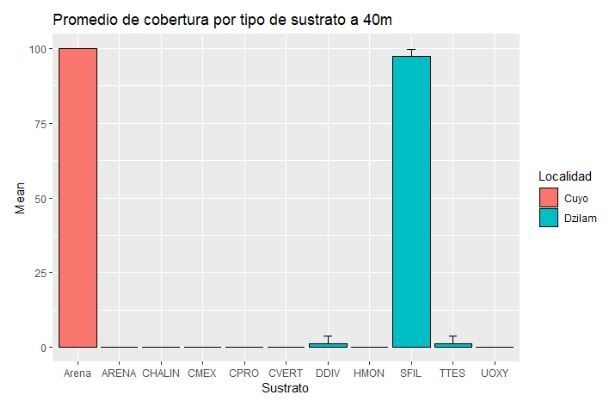 Promedio de cobertura por tipo de sustrato a 40m
100
75
50
25
0
Mean
Arena ARENA CHALIN CMEX CPRO CVERT DDIV HMON SFIL TTES UOXY
Sustrato
Localidad
Cuyo
Dzilam